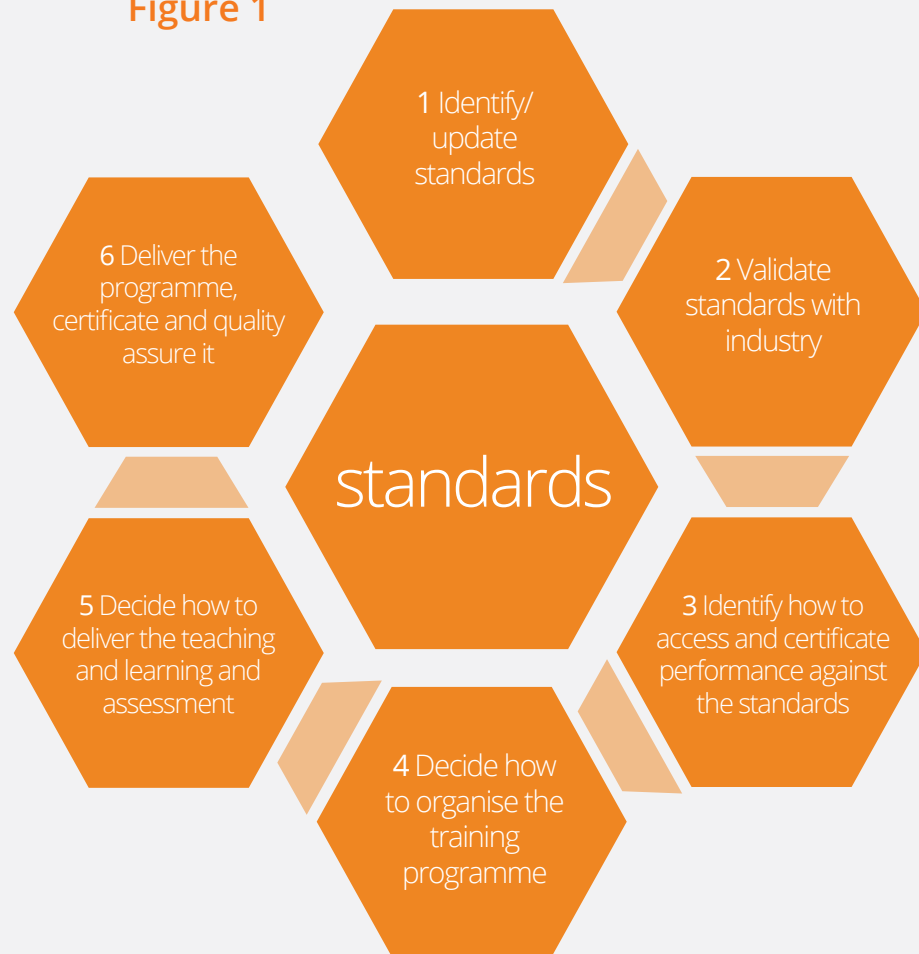 Figure 1
1 Identify/
update
standards
2 Validate
standards with
industry
3 Identify how to
access and certificate
performance against
the standards
4 Decide how
to organise the
training
programme
5 Decide how to
deliver the teaching
and learning and
assessment
6 Deliver the
programme,
certificate and quality
assure it
standards